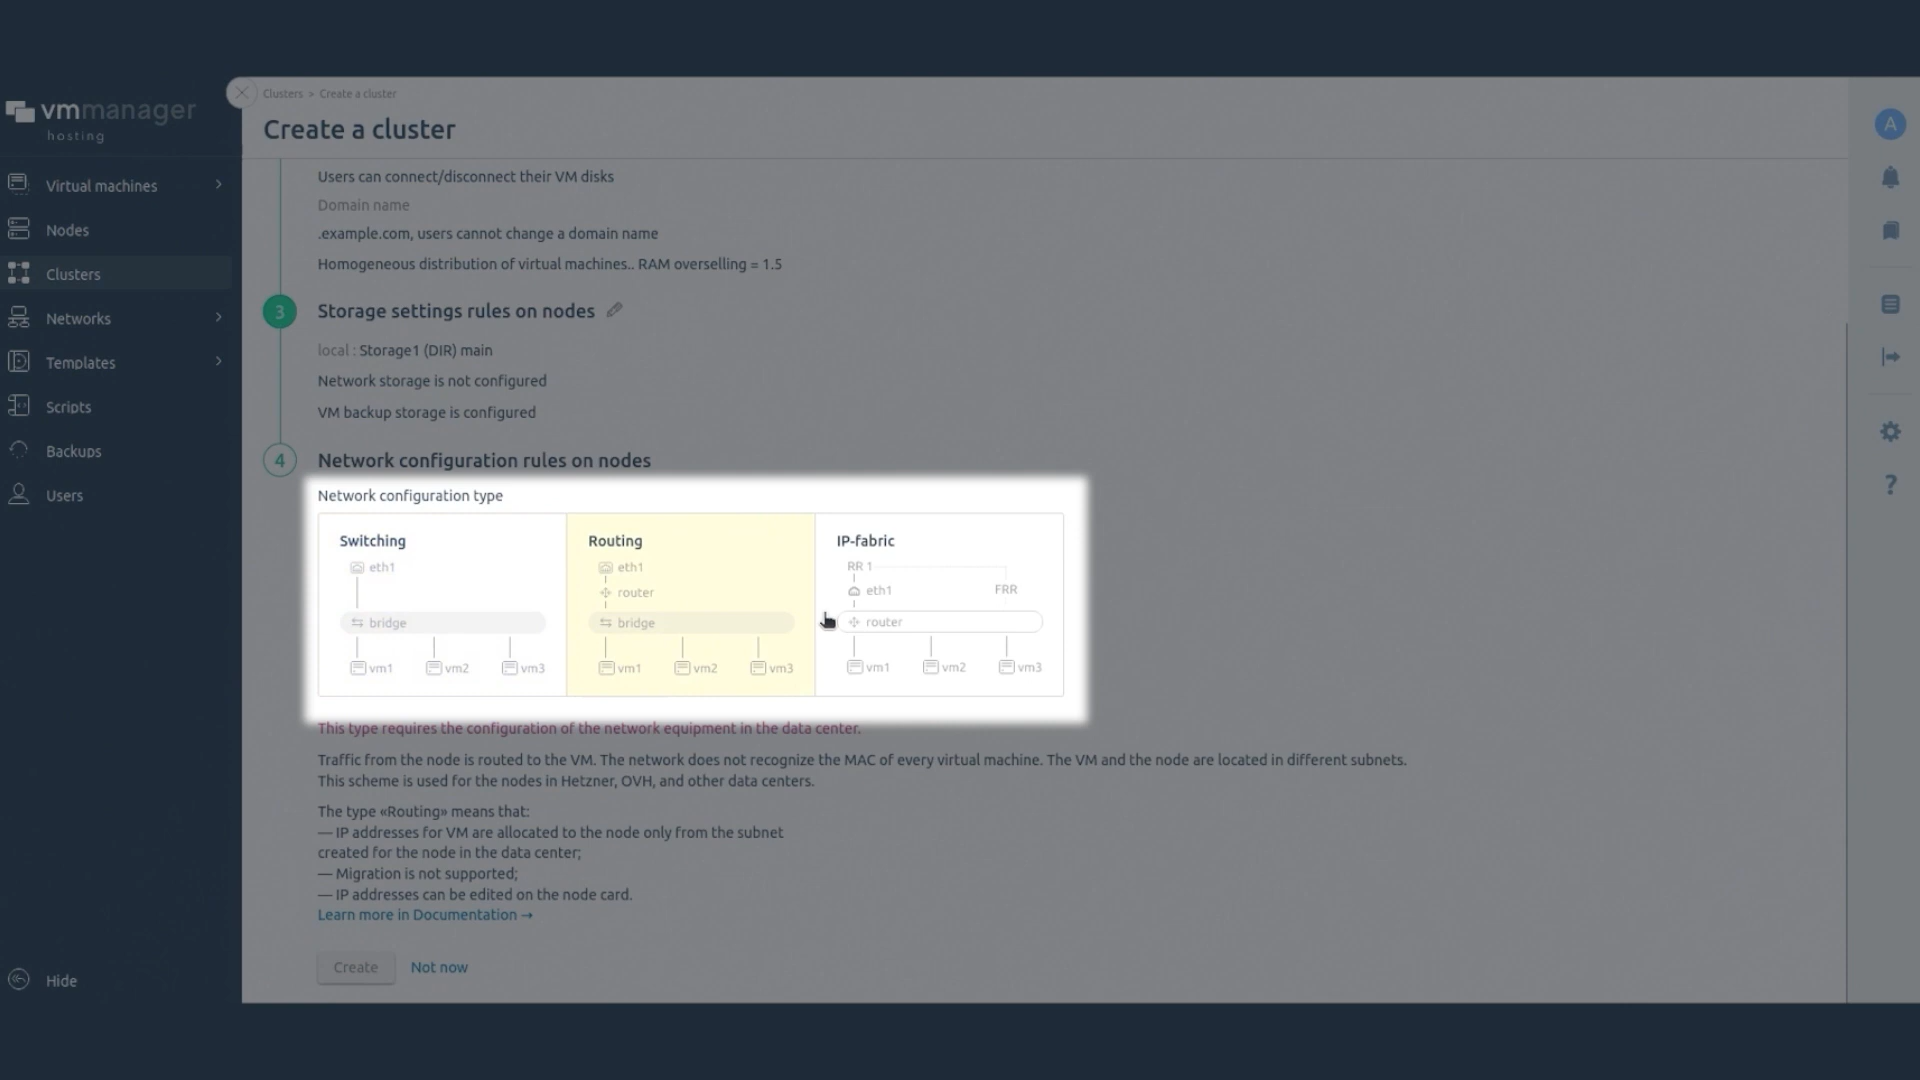 vmmanager
hosting
Virtual machines
Nodes
Clusters
Networks
Templates
Scripts
Backups
Users
Hide
Clusters > Create a cluster
Create a cluster
Users can connect/disconnect their VM disks
Domain name
.example.com, users cannot change a domain name
Homogeneous distribution of virtual machines.. RAM overselling = 1.5
3 Storage settings rules on nodes
local : Storage1 (DIR) main
Network storage is not configured
VM backup storage is configured
4 Network configuration rules on nodes
Network configuration type
Switching
eth1
bridge
vm1 vm2 vm3
Routing
eth1
router
bridge
vm1 vm2 vm3
IP-fabric
RR 1
eth1 FRR
router
vm1 vm2 vm3
This type requires the configuration of the network equipment in the data center.
Traffic from the node is routed to the VM. The network does not recognize the MAC of every virtual machine. The VM and the node are located in different subnets.
This scheme is used for the nodes in Hetzner, OVH, and other data centers.
The type «Routing» means that:
— IP addresses for VM are allocated to the node only from the subnet
created for the node in the data center;
— Migration is not supported;
— IP addresses can be edited on the node card.
Learn more in Documentation →
Create Not now
A
?